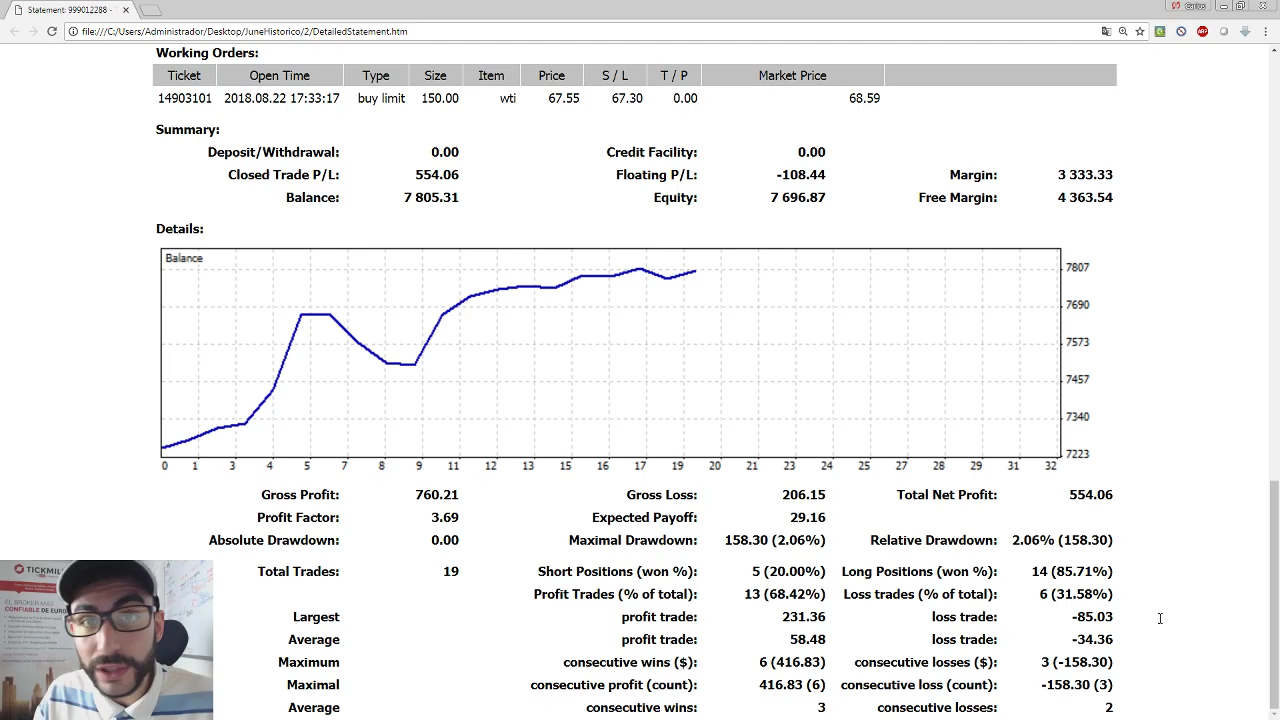 Statement: 999012288 -
Carlos
file:///C:/Users/Administrador/Desktop/JuneHistorico/2/DetailedStatement.htm
ABP
Working Orders:
Ticket Open Time Type Size Item Price S / L T / P Market Price
14903101 2018.08.22 17:33:17 buy limit 150.00 wti 67.55 67.30 0.00 68.59
Summary:
Deposit/Withdrawal: 0.00 Credit Facility: 0.00
Closed Trade P/L: 554.06 Floating P/L: -108.44 Margin: 3 333.33
Balance: 7 805.31 Equity: 7 696.87 Free Margin: 4 363.54
Details:
Balance
7807
7690
7573
7457
7340
7223
0 1 3 4 5 7 8 9 11 12 13 15 16 17 19 20 21 23 24 25 27 28 29 31 32
Gross Profit: 760.21 Gross Loss: 206.15 Total Net Profit: 554.06
Profit Factor: 3.69 Expected Payoff: 29.16
Absolute Drawdown: 0.00 Maximal Drawdown: 158.30 (2.06%) Relative Drawdown: 2.06% (158.30)
Total Trades: 19 Short Positions (won %): 5 (20.00%) Long Positions (won %): 14 (85.71%)
Profit Trades (% of total): 13 (68.42%) Loss trades (% of total): 6 (31.58%)
Largest profit trade: 231.36 loss trade: -85.03
Average profit trade: 58.48 loss trade: -34.36
Maximum consecutive wins ($): 6 (416.83) consecutive losses ($): 3 (-158.30)
Maximal consecutive profit (count): 416.83 (6) consecutive loss (count): -158.30 (3)
Average consecutive wins: 3 consecutive losses: 2
TICKMILL
EL BROKER MAS
CONFIABLE DE EURO